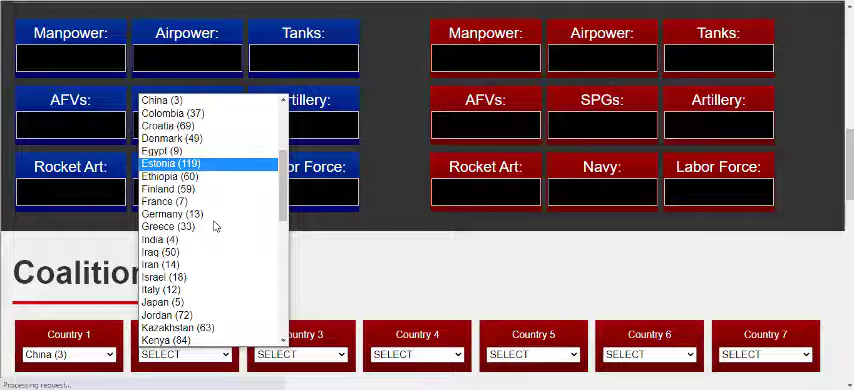 Manpower: Airpower: Tanks: Manpower: Airpower: Tanks:
AFVs: tillery: AFVs: SPGs: Artillery:
Rocket Art: or Force: Rocket Art: Navy: Labor Force:
China (3)
Colombia (37)
Croatia (69)
Denmark (49)
Egypt (9)
Estonia (119)
Ethiopia (60)
Finland (59)
France (7)
Germany (13)
Greece (33)
India (4)
Iraq (50)
Iran (14)
Israel (18)
Italy (12)
Japan (5)
Jordan (72)
Kazakhstan (63)
Kenya (84)
Coalition
Country 1 ry 3 Country 4 Country 5 Country 6 Country 7
China (3) SELECT SELECT SELECT SELECT SELECT SELECT
Processing request...